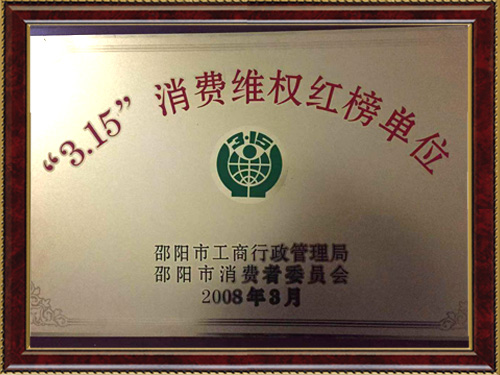 “3.15”消费维权红榜单位
3·15
邵阳市工商行政管理局
邵阳市消费者委员会
2008年3月